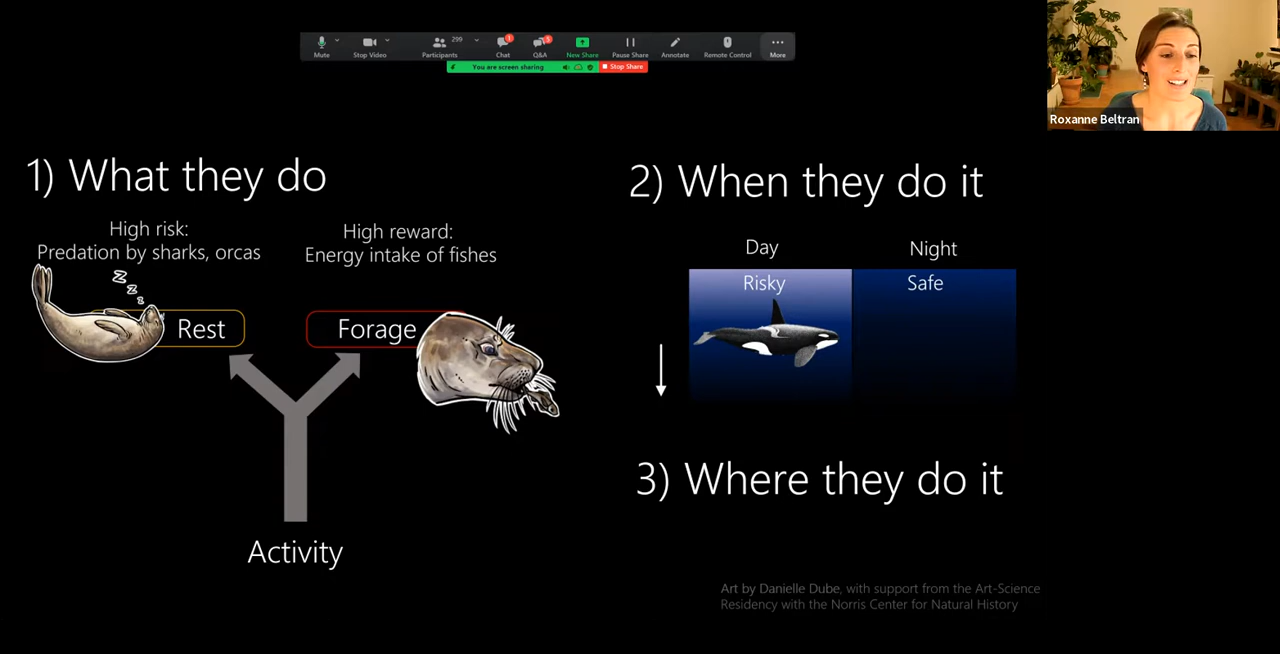 299
1
5
Mute
Stop Video
Participants
Chat
Q&A
New Share
Pause Share
Annotate
Remote Control
More
You are screen sharing
Stop Share
Roxanne Beltran
1) What they do
High risk:
Predation by sharks, orcas
High reward:
Energy intake of fishes
z
z
z
Rest
Forage
Activity
2) When they do it
Day
Night
Risky
Safe
3) Where they do it
Art by Danielle Dube, with support from the Art-Science
Residency with the Norris Center for Natural History